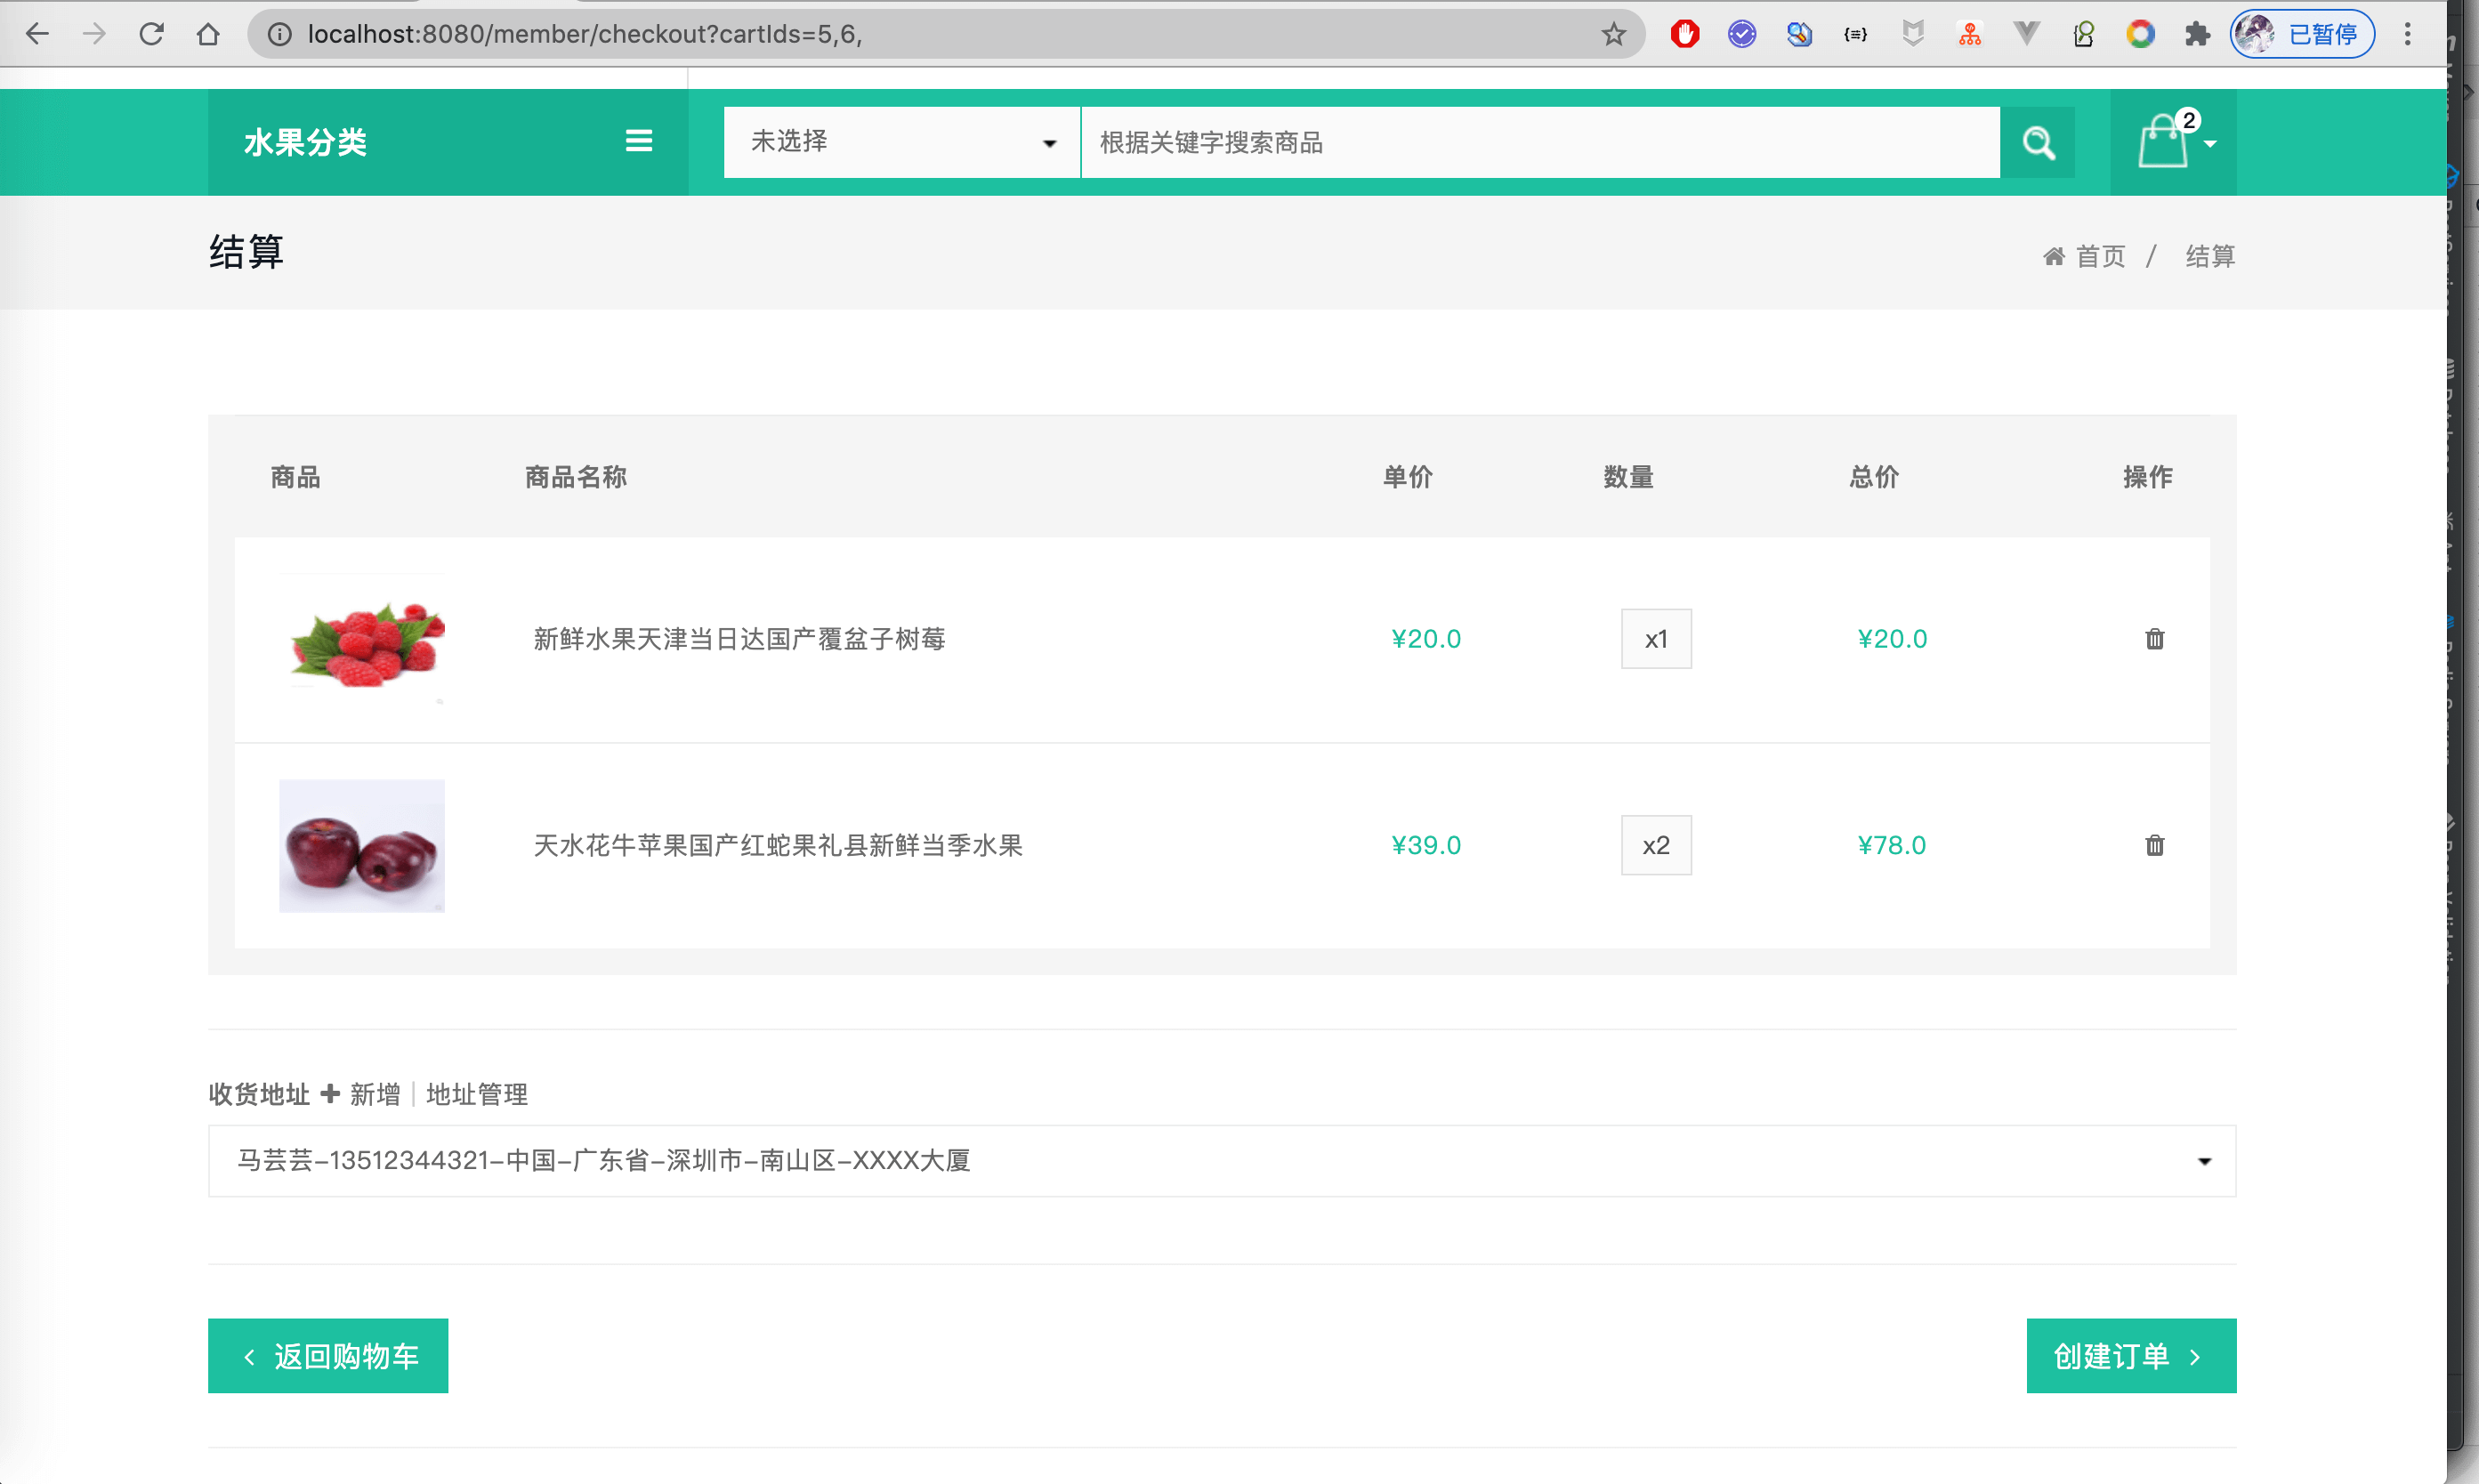 localhost:8080/member/checkout?cartIds=5,6,
已暂停
水果分类
未选择
根据关键字搜索商品
2
结算
首页 / 结算
商品 商品名称 单价 数量 总价 操作
新鲜水果天津当日达国产覆盆子树莓 ¥20.0 x1 ¥20.0
天水花牛苹果国产红蛇果礼县新鲜当季水果 ¥39.0 x2 ¥78.0
收货地址 新增 | 地址管理
马芸芸-13512344321-中国-广东省-深圳市-南山区-XXXX大厦
返回购物车
创建订单